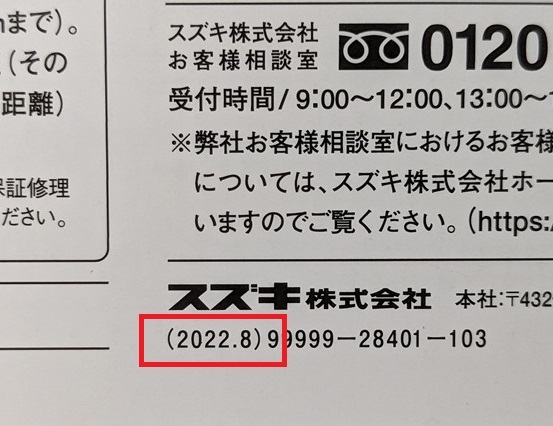 mまで)。
(その
距離)
保証修理
ださい。
スズキ株式会社
お客様相談室
0120
受付時間/9:00〜12:00、13:00〜
※弊社お客様相談室におけるお客様
については、スズキ株式会社ホー
いますのでご覧ください。(https:/
スズキ株式会社 本社:〒432
(2022.8)99999−28401−103